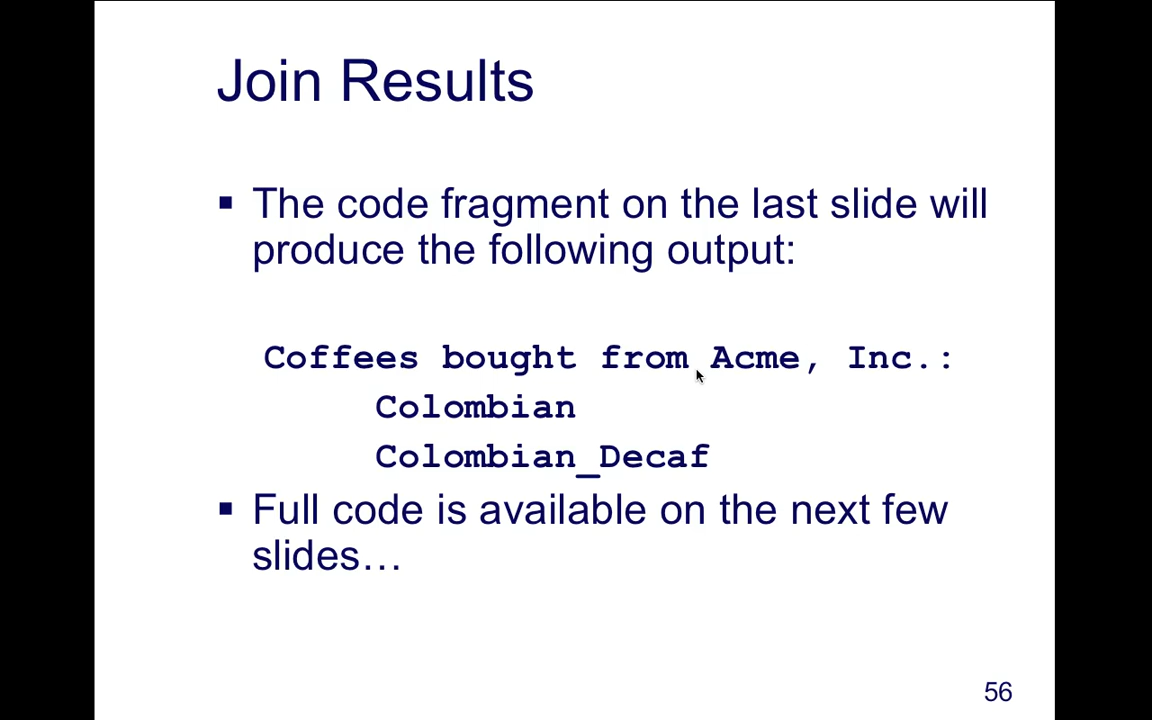 Join Results
▪ The code fragment on the last slide will
produce the following output:
Coffees bought from Acme, Inc.:
Colombian
Colombian_Decaf
▪ Full code is available on the next few
slides…
56